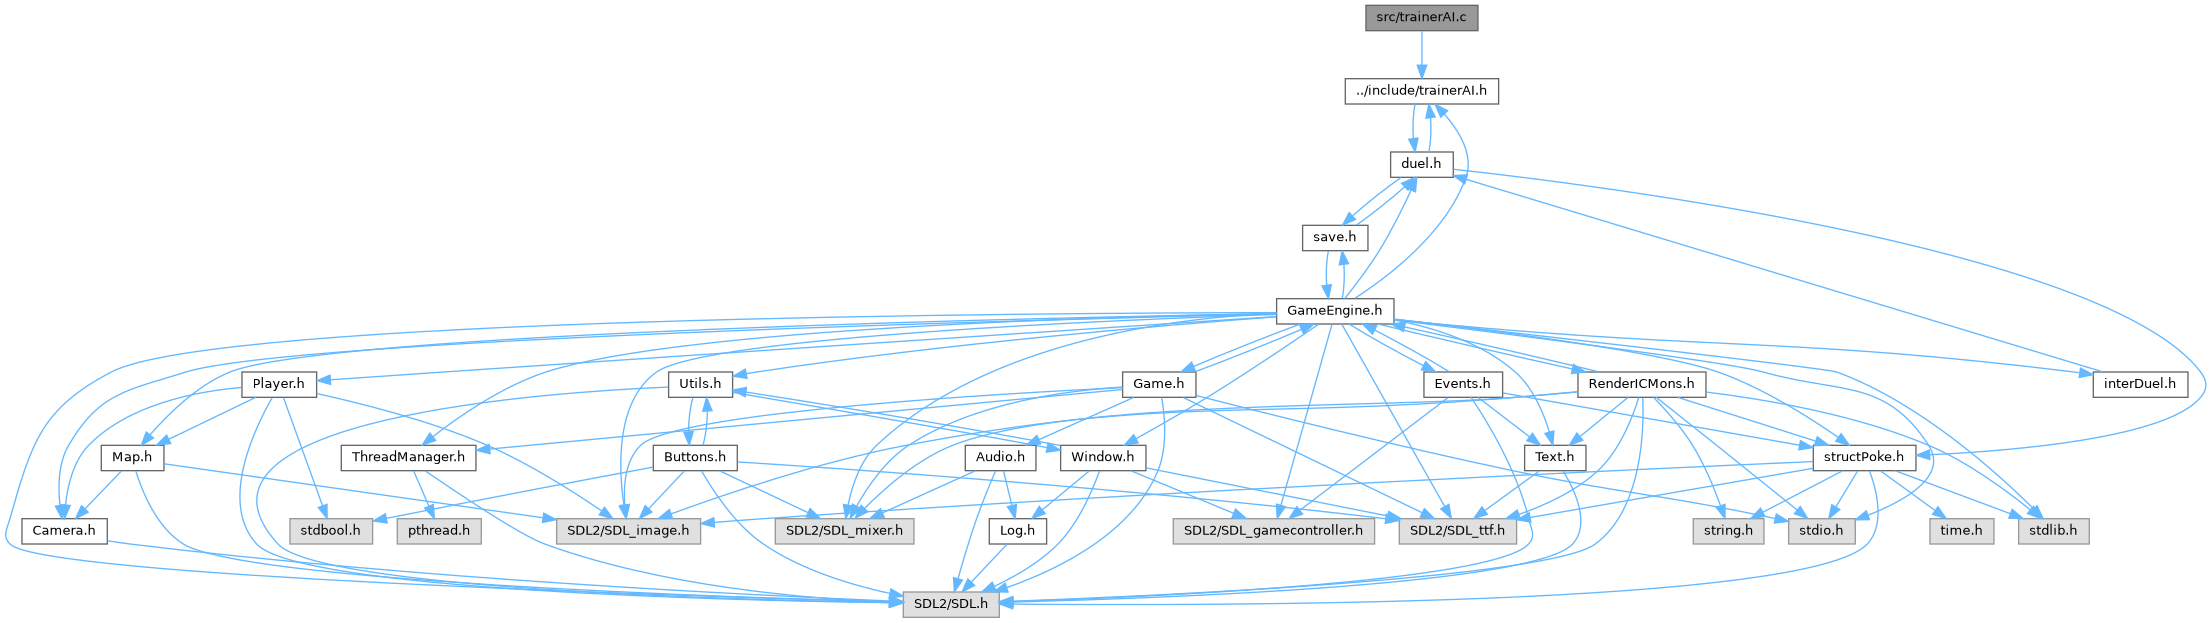 src/trainerAI.c
../include/trainerAI.h
duel.h
save.h
GameEngine.h
Player.h
Utils.h
Game.h
Events.h
RenderICMons.h
interDuel.h
Map.h
ThreadManager.h
Buttons.h
Audio.h
Window.h
Text.h
structPoke.h
Camera.h
stdbool.h
pthread.h
SDL2/SDL_image.h
SDL2/SDL_mixer.h
Log.h
SDL2/SDL_gamecontroller.h
SDL2/SDL_ttf.h
string.h
stdio.h
time.h
stdlib.h
SDL2/SDL.h